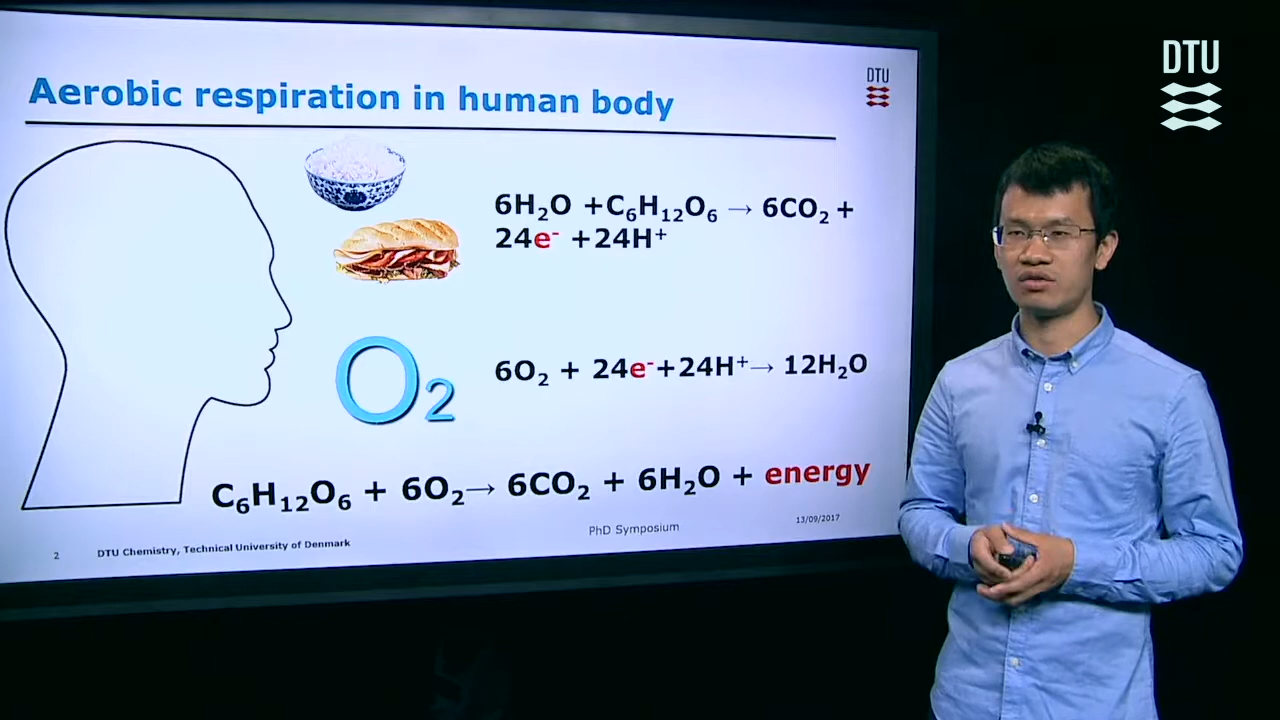 DTU
DTU
Aerobic respiration in human body
6H₂O +C₆H₁₂O₆ → 6CO₂ +
24e⁻ +24H⁺
O₂
6O₂ + 24e⁻+24H⁺→ 12H₂O
C₆H₁₂O₆ + 6O₂→ 6CO₂ + 6H₂O + energy
2 DTU Chemistry, Technical University of Denmark PhD Symposium 13/09/2017